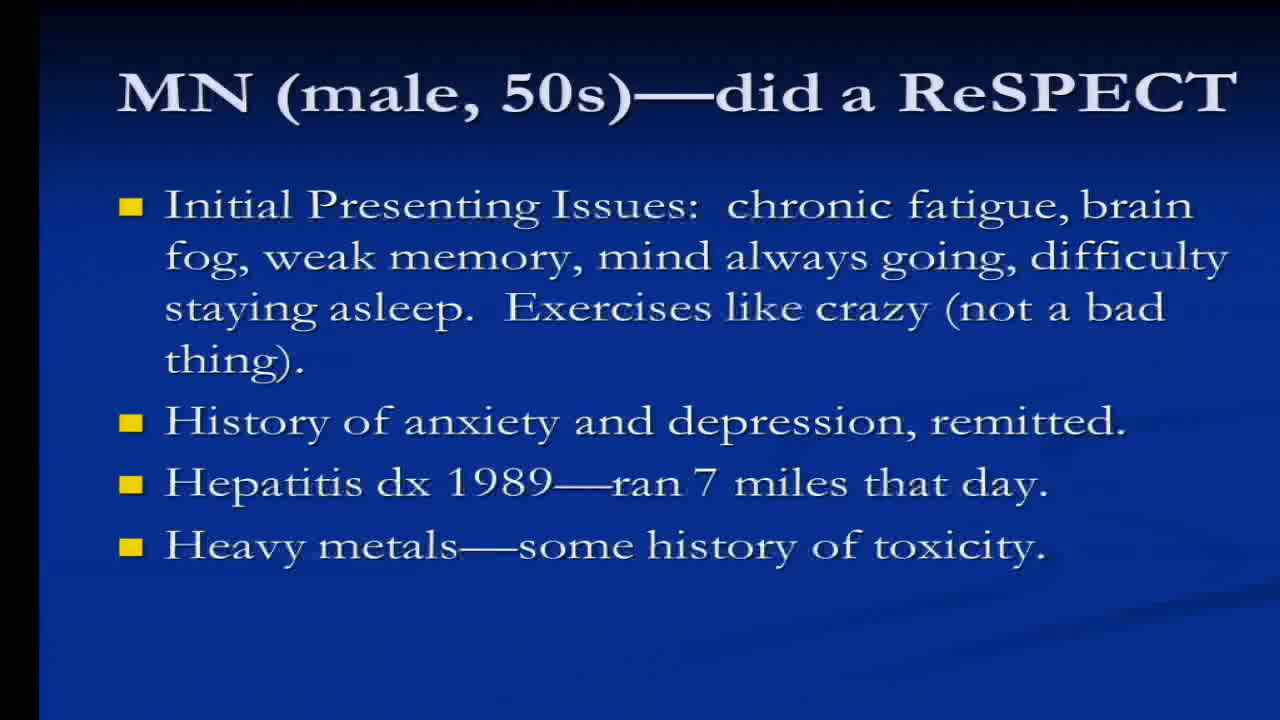 MN (male, 50s)—did a ReSPECT
Initial Presenting Issues:  chronic fatigue, brain
fog, weak memory, mind always going, difficulty
staying asleep.  Exercises like crazy (not a bad
thing).
History of anxiety and depression, remitted.
Hepatitis dx 1989—ran 7 miles that day.
Heavy metals—some history of toxicity.